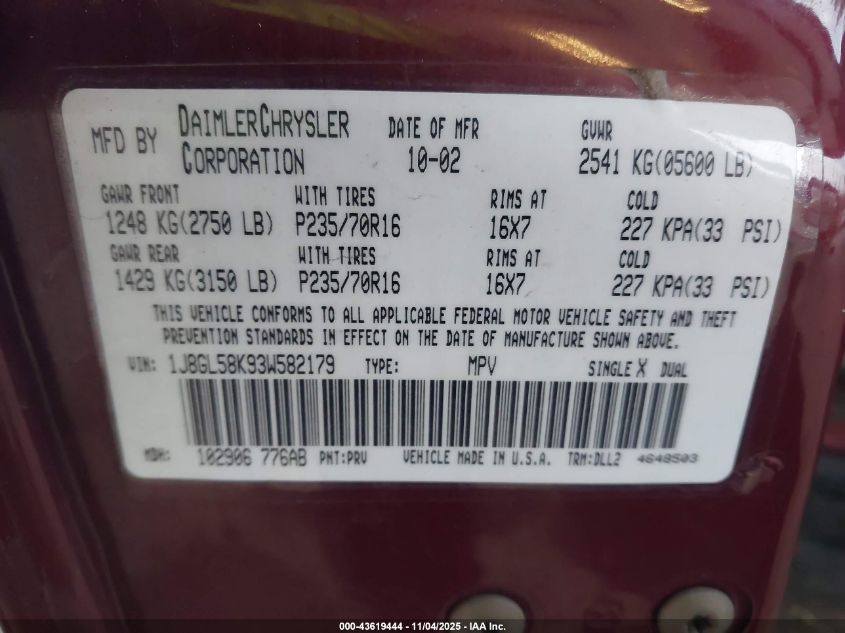 MFD BY DAIMLERCHRYSLER CORPORATION DATE OF MFR 10-02 GVWR 2541 KG(05600 LB)
GAWR FRONT WITH TIRES RIMS AT COLD
1248 KG(2750 LB) P235/70R16 16X7 227 KPA(33 PSI)
GAWR REAR WITH TIRES RIMS AT COLD
1429 KG(3150 LB) P235/70R16 16X7 227 KPA(33 PSI)
THIS VEHICLE CONFORMS TO ALL APPLICABLE FEDERAL MOTOR VEHICLE SAFETY AND THEFT
PREVENTION STANDARDS IN EFFECT ON THE DATE OF MANUFACTURE SHOWN ABOVE.
VIN: 1J8GL58K93W582179 TYPE: MPV SINGLE X DUAL
MDH: 102906 776AB PNT:PRV VEHICLE MADE IN U.S.A. TRM:DLL2 4648503
000-43619444 - 11/04/2025 - IAA Inc.